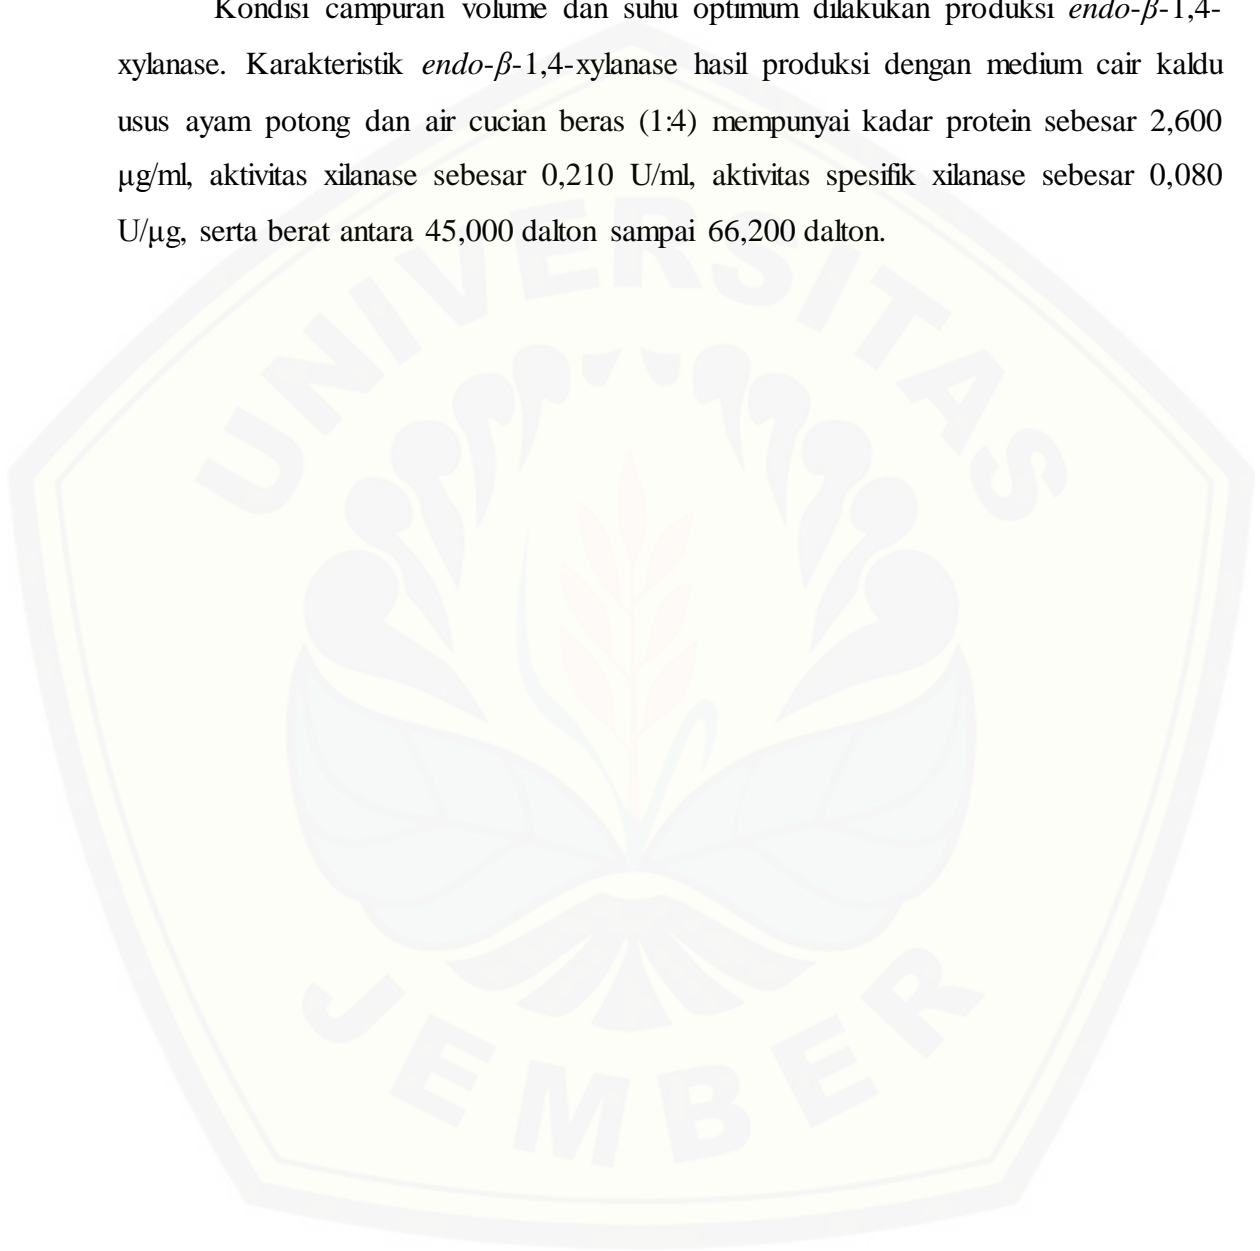 Kondisi campuran volume dan suhu optimum dilakukan produksi endo-β-1,4-
xylanase. Karakteristik endo-β-1,4-xylanase hasil produksi dengan medium cair kaldu
usus ayam potong dan air cucian beras (1:4) mempunyai kadar protein sebesar 2,600
µg/ml, aktivitas xilanase sebesar 0,210 U/ml, aktivitas spesifik xilanase sebesar 0,080
U/µg, serta berat antara 45,000 dalton sampai 66,200 dalton.
UNIVERSITAS
JEMBER